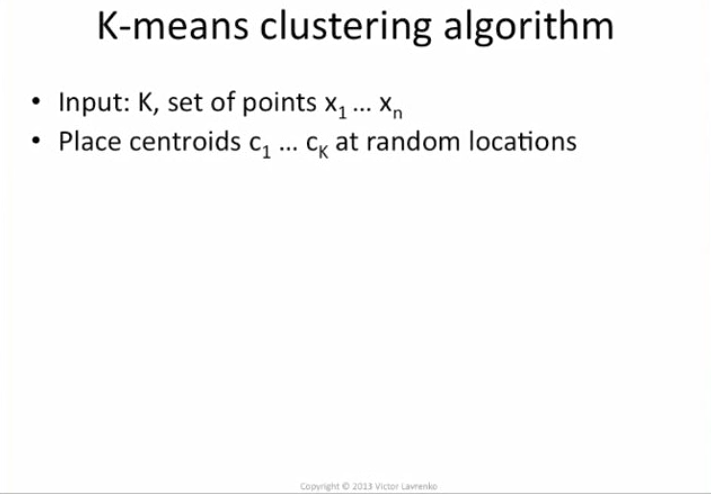 K-means clustering algorithm
• Input: K, set of points x₁ ... xₙ
• Place centroids c₁ ... c_K at random locations
Copyright © 2013 Victor Lavrenko